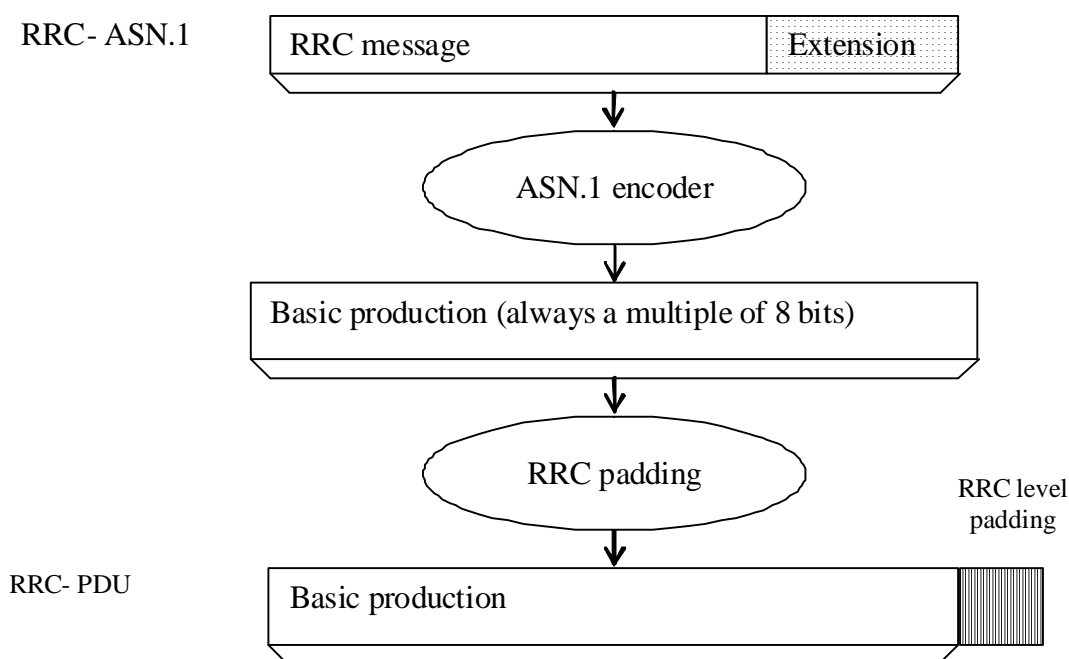 RRC- ASN.1
RRC message
Extension
ASN.1 encoder
Basic production (always a multiple of 8 bits)
RRC padding
RRC level
padding
RRC- PDU
Basic production